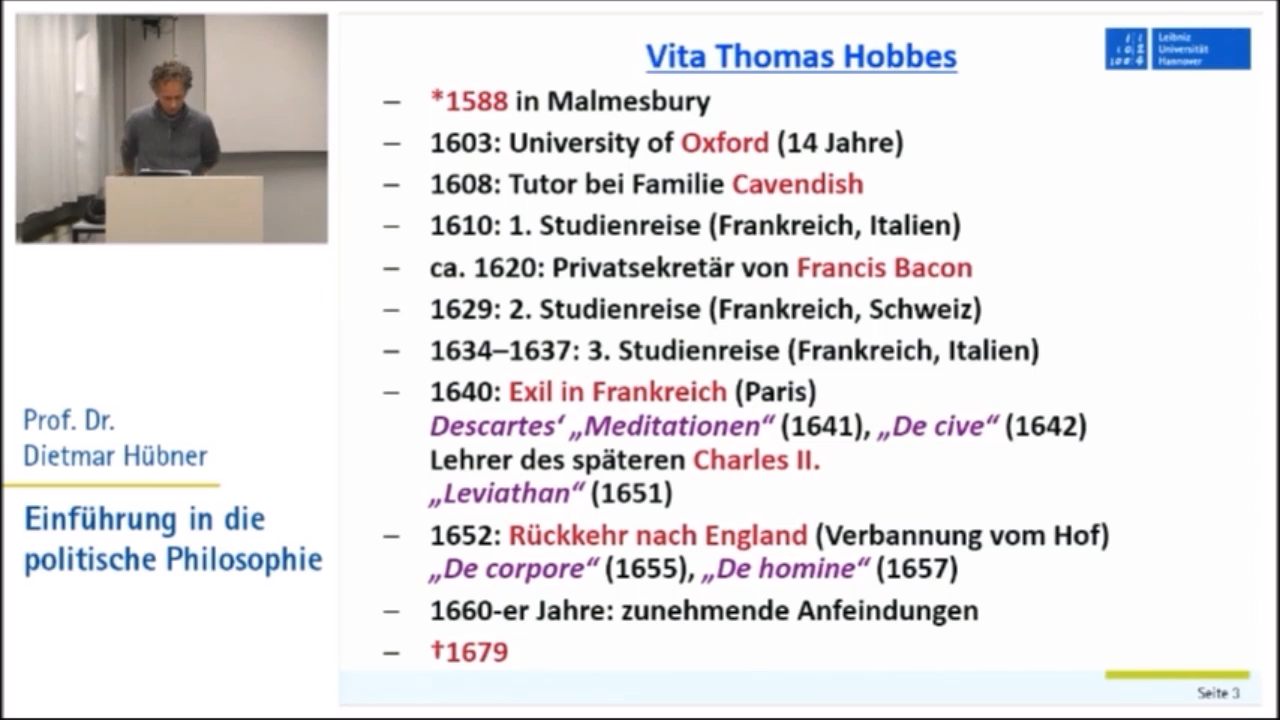 Vita Thomas Hobbes
Leibniz
Universität
Hannover
– *1588 in Malmesbury
– 1603: University of Oxford (14 Jahre)
– 1608: Tutor bei Familie Cavendish
– 1610: 1. Studienreise (Frankreich, Italien)
– ca. 1620: Privatsekretär von Francis Bacon
– 1629: 2. Studienreise (Frankreich, Schweiz)
– 1634–1637: 3. Studienreise (Frankreich, Italien)
– 1640: Exil in Frankreich (Paris)
Descartes‘ „Meditationen“ (1641), „De cive“ (1642)
Lehrer des späteren Charles II.
„Leviathan“ (1651)
– 1652: Rückkehr nach England (Verbannung vom Hof)
„De corpore“ (1655), „De homine“ (1657)
– 1660-er Jahre: zunehmende Anfeindungen
– †1679
Seite 3
Prof. Dr.
Dietmar Hübner
Einführung in die
politische Philosophie